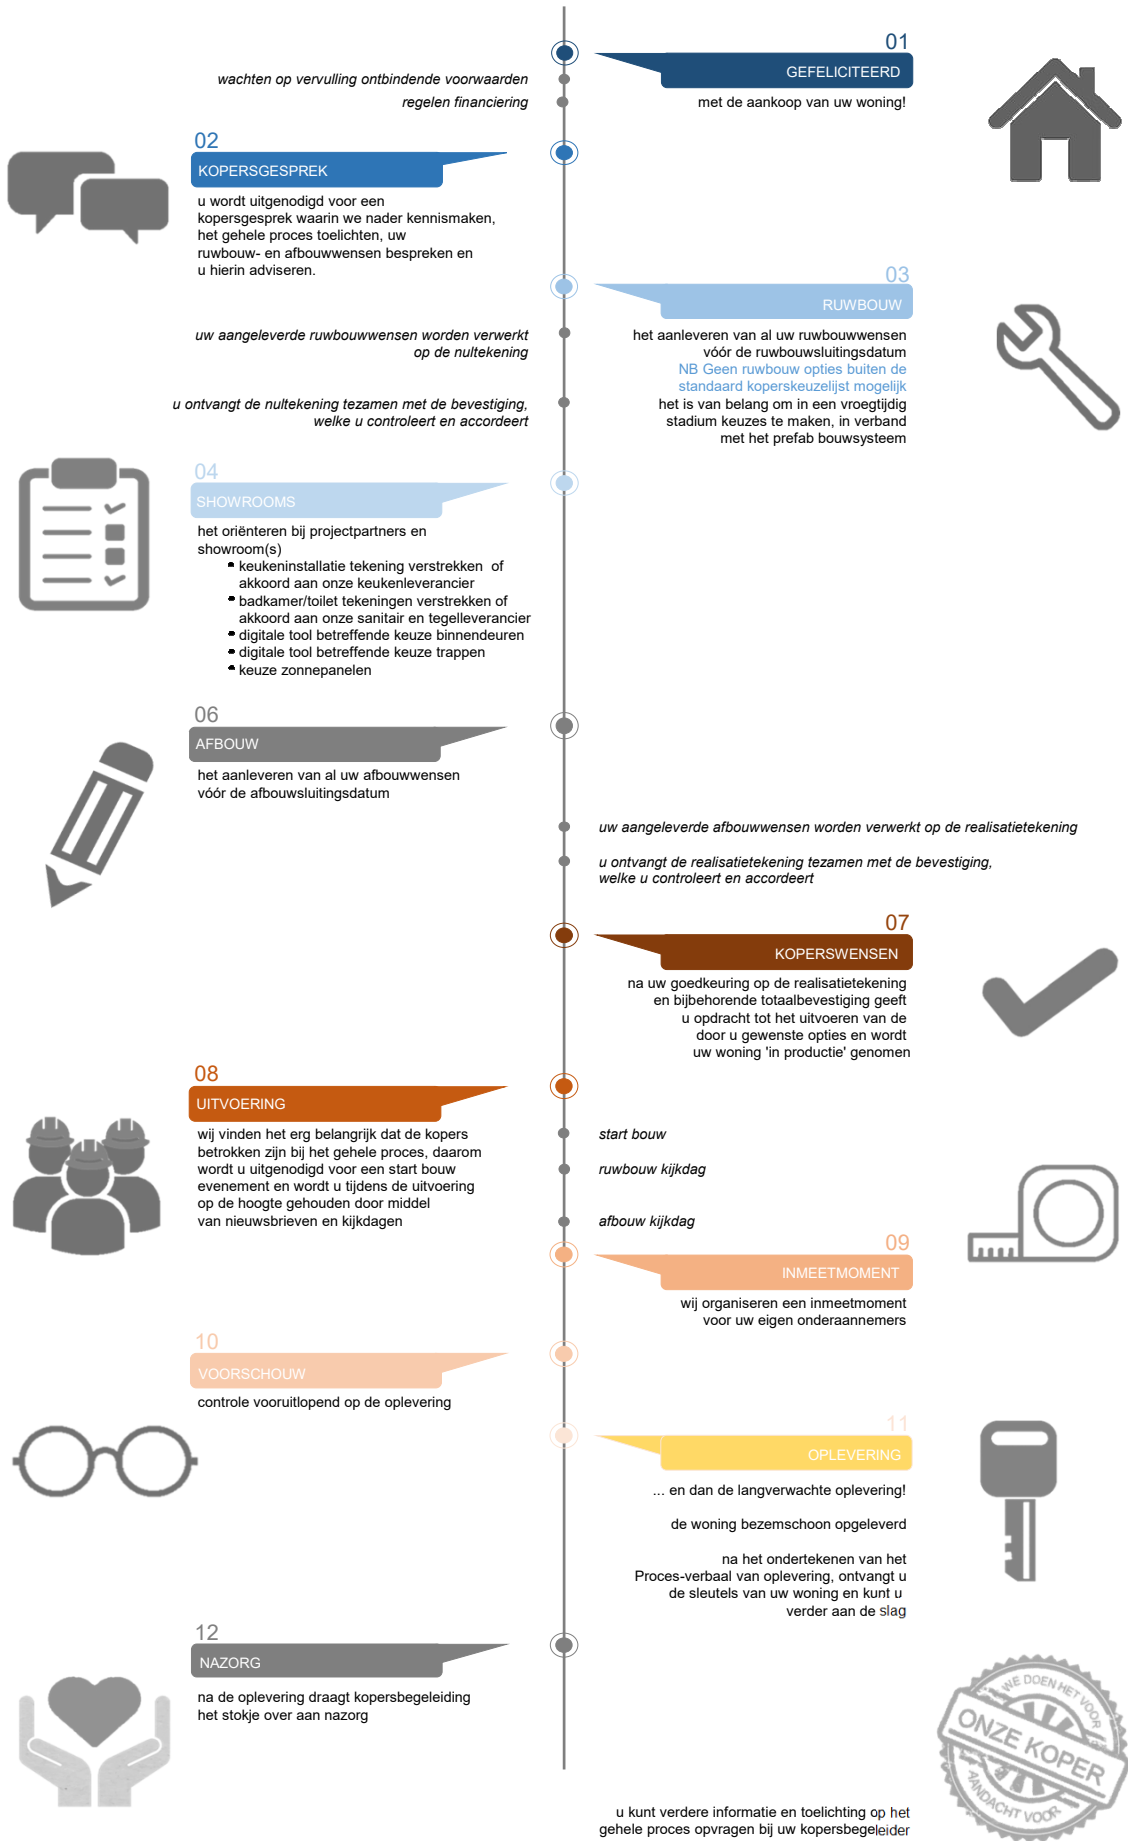 01
GEFELICITEERD
met de aankoop van uw woning!
wachten op vervulling ontbindende voorwaarden
regelen financiering
02
KOPERSGESPREK
u wordt uitgenodigd voor een
kopersgesprek waarin we nader kennismaken,
het gehele proces toelichten, uw
ruwbouw- en afbouwwensen bespreken en
u hierin adviseren.
03
RUWBOUW
het aanleveren van al uw ruwbouwwensen
vóór de ruwbouwsluitingsdatum
NB Geen ruwbouw opties buiten de
standaard koperskeuzelijst mogelijk
het is van belang om in een vroegtijdig
stadium keuzes te maken, in verband
met het prefab bouwsysteem
uw aangeleverde ruwbouwwensen worden verwerkt
op de nultekening
u ontvangt de nultekening tezamen met de bevestiging,
welke u controleert en accordeert
04
SHOWROOMS
het oriënteren bij projectpartners en
showroom(s)
keukeninstallatie tekening verstrekken of
akkoord aan onze keukenleverancier
badkamer/toilet tekeningen verstrekken of
akkoord aan onze sanitair en tegelleverancier
digitale tool betreffende keuze binnendeuren
digitale tool betreffende keuze trappen
keuze zonnepanelen
06
AFBOUW
het aanleveren van al uw afbouwwensen
vóór de afbouwsluitingsdatum
uw aangeleverde afbouwwensen worden verwerkt op de realisatietekening
u ontvangt de realisatietekening tezamen met de bevestiging,
welke u controleert en accordeert
07
KOPERSWENSEN
na uw goedkeuring op de realisatietekening
en bijbehorende totaalbevestiging geeft
u opdracht tot het uitvoeren van de
door u gewenste opties en wordt
uw woning 'in productie' genomen
08
UITVOERING
wij vinden het erg belangrijk dat de kopers
betrokken zijn bij het gehele proces, daarom
wordt u uitgenodigd voor een start bouw
evenement en wordt u tijdens de uitvoering
op de hoogte gehouden door middel
van nieuwsbrieven en kijkdagen
start bouw
ruwbouw kijkdag
afbouw kijkdag
09
INMEETMOMENT
wij organiseren een inmeetmoment
voor uw eigen onderaannemers
10
VOORSCHOUW
controle vooruitlopend op de oplevering
11
OPLEVERING
... en dan de langverwachte oplevering!
de woning bezemschoon opgeleverd
na het ondertekenen van het
Proces-verbaal van oplevering, ontvangt u
de sleutels van uw woning en kunt u
verder aan de slag
12
NAZORG
na de oplevering draagt kopersbegeleiding
het stokje over aan nazorg
WE DOEN HET VOOR
ONZE KOPER
AANDACHT VOOR
u kunt verdere informatie en toelichting op het
gehele proces opvragen bij uw kopersbegeleider